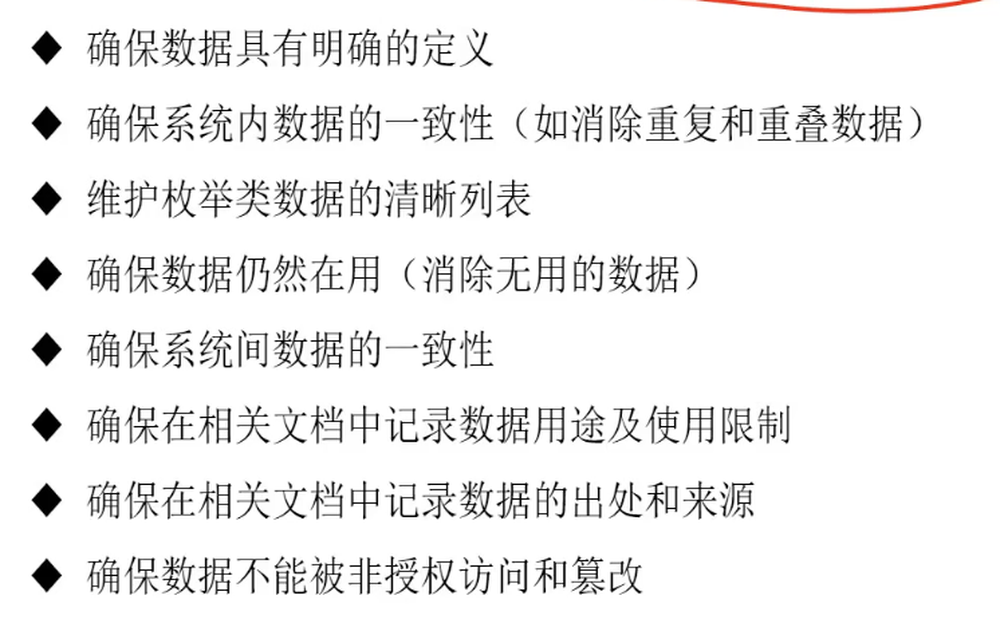 ◆ 确保数据具有明确的定义
◆ 确保系统内数据的一致性（如消除重复和重叠数据）
◆ 维护枚举类数据的清晰列表
◆ 确保数据仍然在用（消除无用的数据）
◆ 确保系统间数据的一致性
◆ 确保在相关文档中记录数据用途及使用限制
◆ 确保在相关文档中记录数据的出处和来源
◆ 确保数据不能被非授权访问和篡改